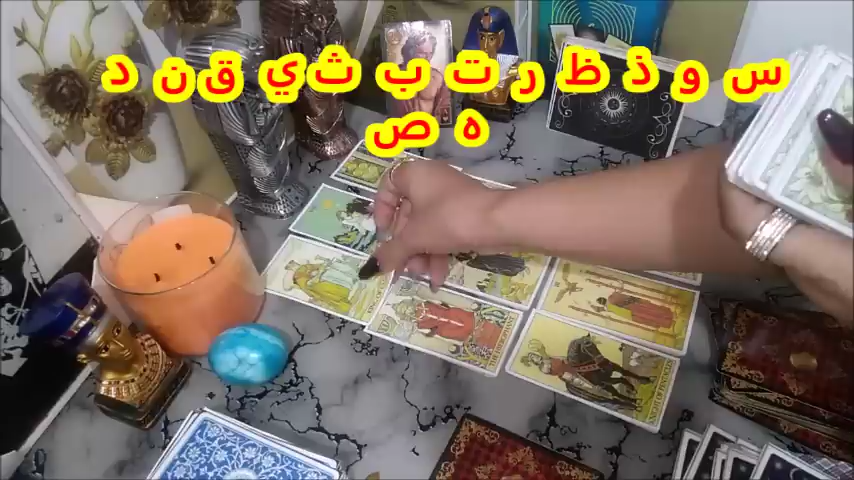 س و ذ ظ ر ت ب ث ي ق ن د
ه ص